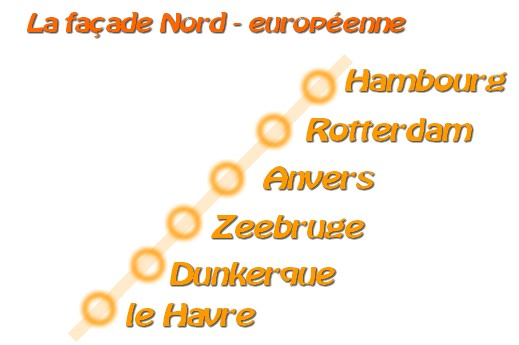 La façade Nord - européenne
Hambourg
Rotterdam
Anvers
Zeebruge
Dunkerque
le Havre